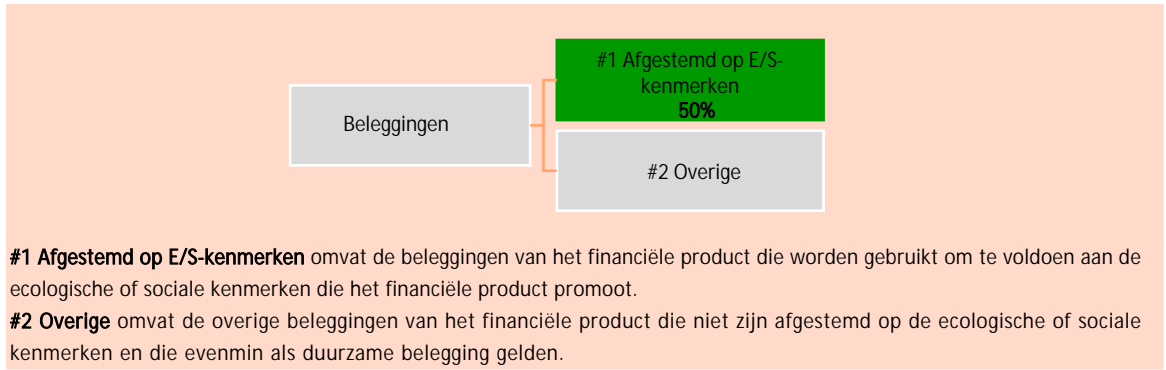 #1 Afgestemd op E/S-
kenmerken
50%
Beleggingen
#2 Overige
#1 Afgestemd op E/S-kenmerken omvat de beleggingen van het financiële product die worden gebruikt om te voldoen aan de
ecologische of sociale kenmerken die het financiële product promoot.
#2 Overige omvat de overige beleggingen van het financiële product die niet zijn afgestemd op de ecologische of sociale
kenmerken en die evenmin als duurzame belegging gelden.